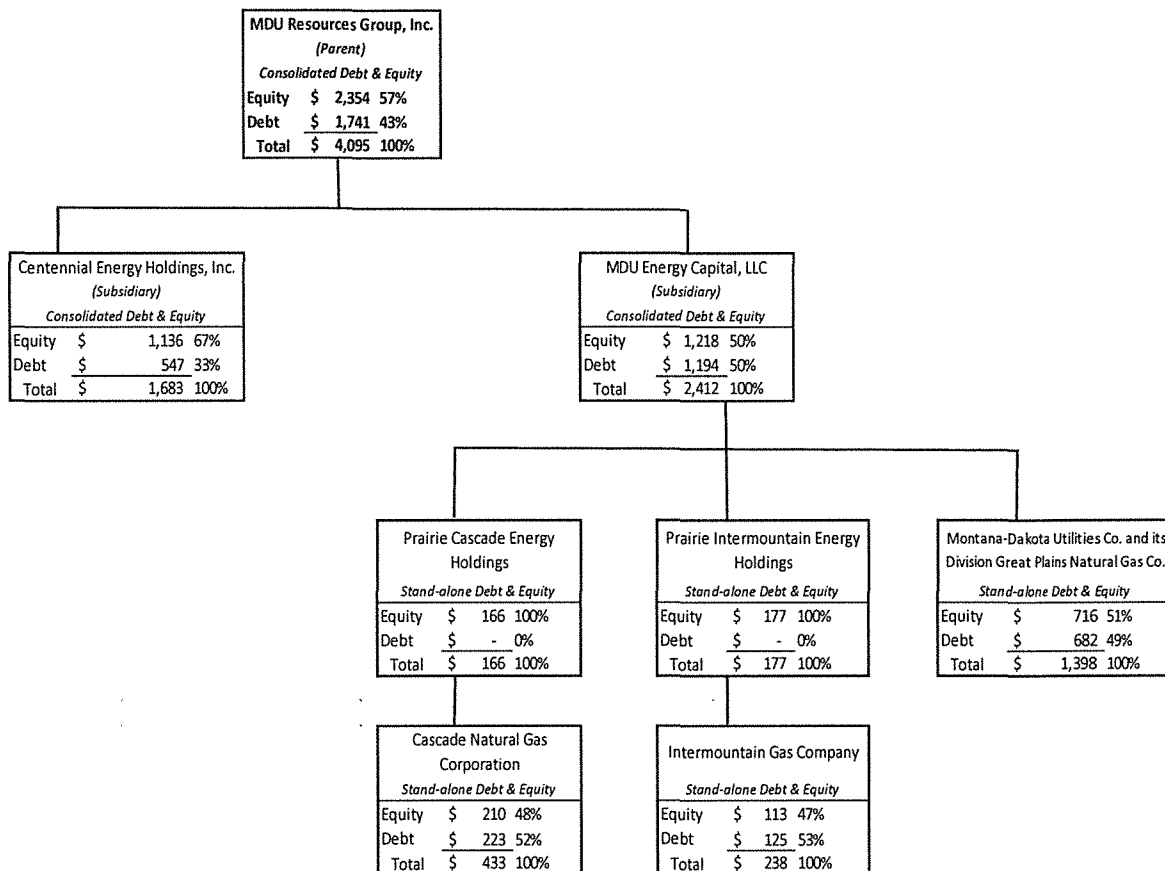 MDU Resources Group, Inc.
(Parent)
Consolidated Debt & Equity
Equity $ 2,354 57%
Debt $ 1,741 43%
Total $ 4,095 100%
Centennial Energy Holdings, Inc.
(Subsidiary)
Consolidated Debt & Equity
Equity $ 1,136 67%
Debt $ 547 33%
Total $ 1,683 100%
MDU Energy Capital, LLC
(Subsidiary)
Consolidated Debt & Equity
Equity $ 1,218 50%
Debt $ 1,194 50%
Total $ 2,412 100%
Prairie Cascade Energy
Holdings
Stand-alone Debt & Equity
Equity $ 166 100%
Debt $ - 0%
Total $ 166 100%
Prairie Intermountain Energy
Holdings
Stand-alone Debt & Equity
Equity $ 177 100%
Debt $ - 0%
Total $ 177 100%
Montana-Dakota Utilities Co. and its
Division Great Plains Natural Gas Co.
Stand-alone Debt & Equity
Equity $ 716 51%
Debt $ 682 49%
Total $ 1,398 100%
Cascade Natural Gas
Corporation
Stand-alone Debt & Equity
Equity $ 210 48%
Debt $ 223 52%
Total $ 433 100%
Intermountain Gas Company
Stand-alone Debt & Equity
Equity $ 113 47%
Debt $ 125 53%
Total $ 238 100%